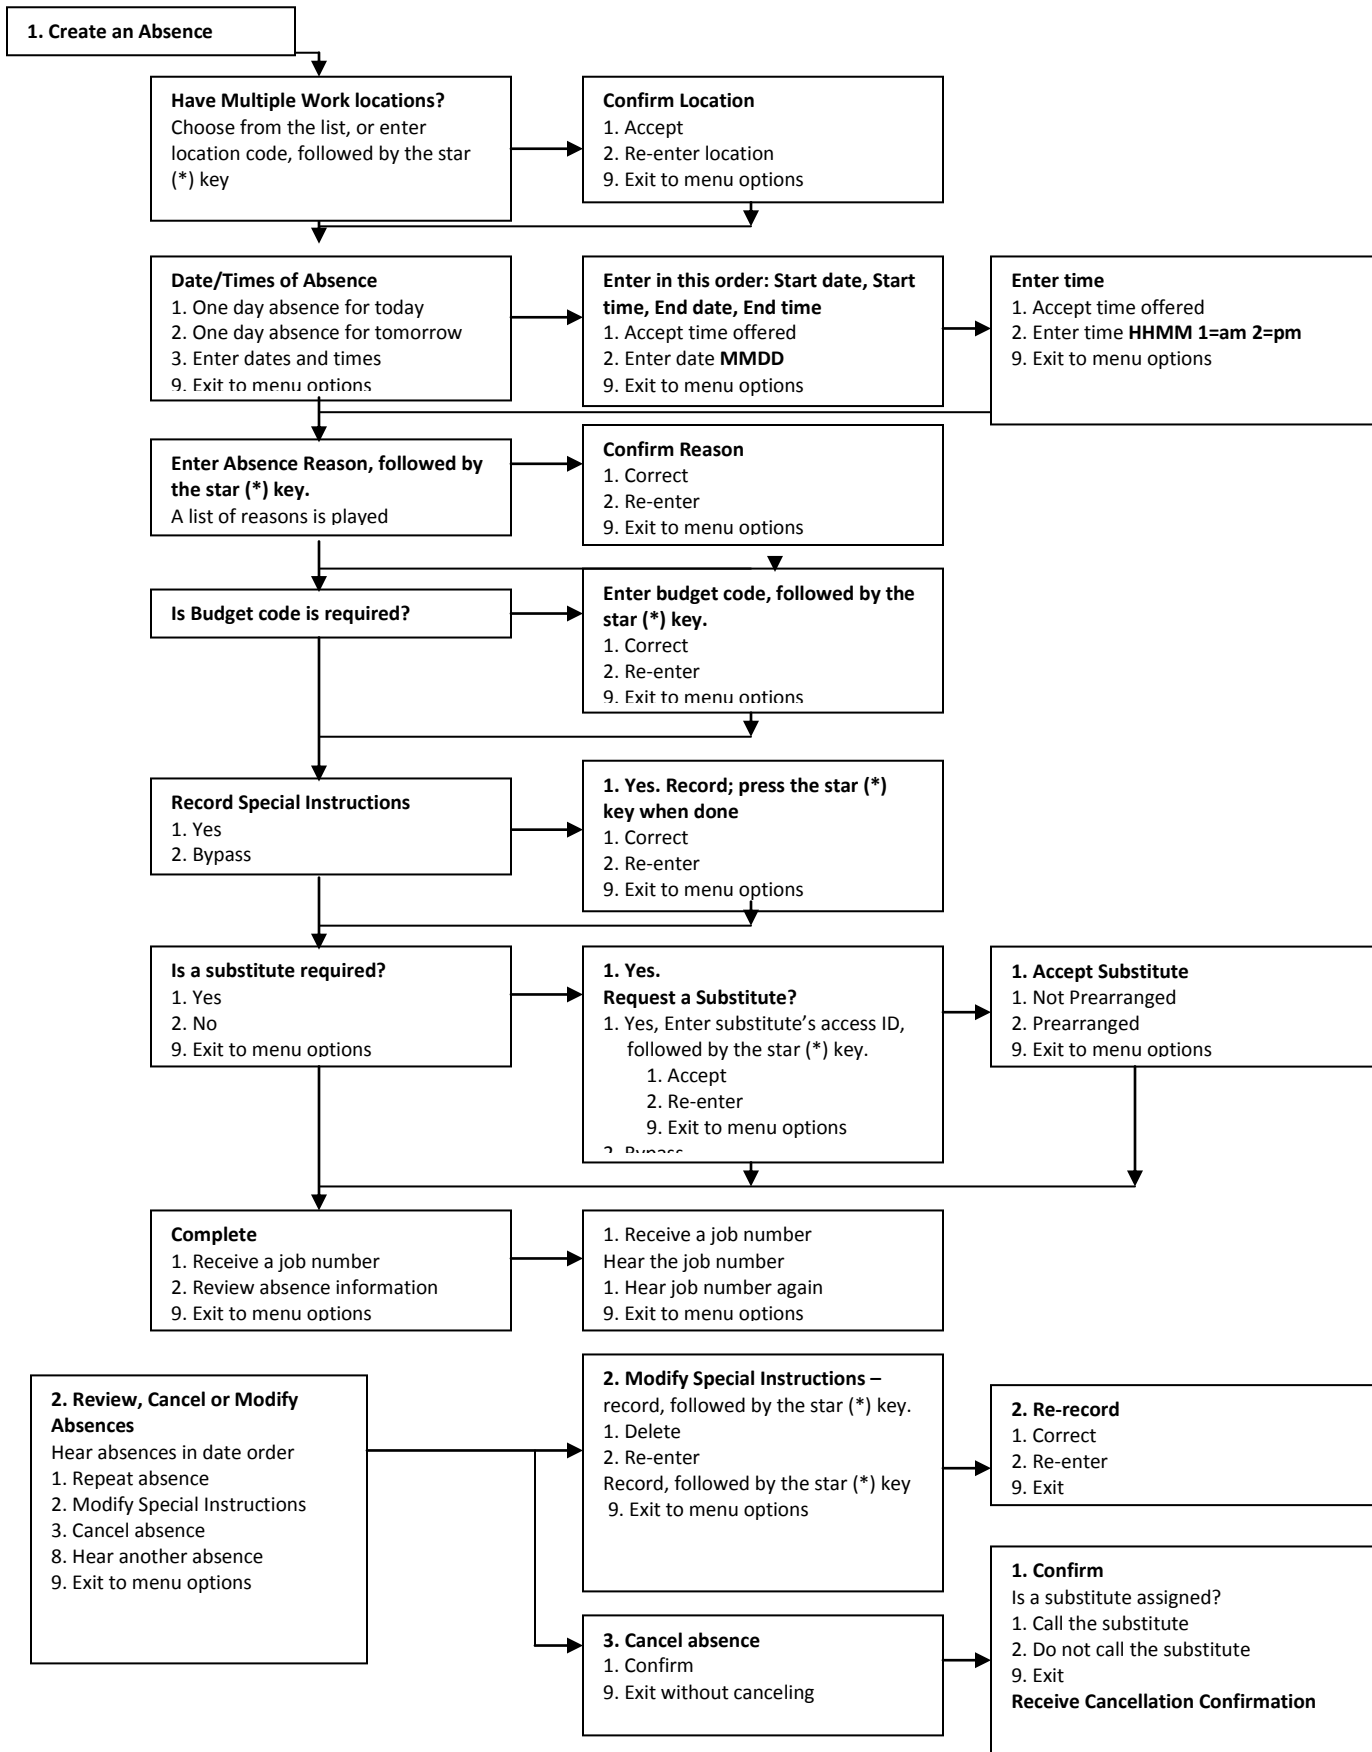 1. Create an Absence
Have Multiple Work locations?
Choose from the list, or enter
location code, followed by the star
(*) key
Confirm Location
1. Accept
2. Re-enter location
9. Exit to menu options
Date/Times of Absence
1. One day absence for today
2. One day absence for tomorrow
3. Enter dates and times
9. Exit to menu options
Enter in this order: Start date, Start
time, End date, End time
1. Accept time offered
2. Enter date MMDD
9. Exit to menu options
Enter time
1. Accept time offered
2. Enter time HHMM 1=am 2=pm
9. Exit to menu options
Enter Absence Reason, followed by
the star (*) key.
A list of reasons is played
Confirm Reason
1. Correct
2. Re-enter
9. Exit to menu options
Is Budget code is required?
Enter budget code, followed by the
star (*) key.
1. Correct
2. Re-enter
9. Exit to menu options
Record Special Instructions
1. Yes
2. Bypass
1. Yes. Record; press the star (*)
key when done
1. Correct
2. Re-enter
9. Exit to menu options
Is a substitute required?
1. Yes
2. No
9. Exit to menu options
1. Yes.
Request a Substitute?
1. Yes, Enter substitute’s access ID,
followed by the star (*) key.
1. Accept
2. Re-enter
9. Exit to menu options
2. Bypass
1. Accept Substitute
1. Not Prearranged
2. Prearranged
9. Exit to menu options
Complete
1. Receive a job number
2. Review absence information
9. Exit to menu options
1. Receive a job number
Hear the job number
1. Hear job number again
9. Exit to menu options
2. Review, Cancel or Modify
Absences
Hear absences in date order
1. Repeat absence
2. Modify Special Instructions
3. Cancel absence
8. Hear another absence
9. Exit to menu options
2. Modify Special Instructions –
record, followed by the star (*) key.
1. Delete
2. Re-enter
Record, followed by the star (*) key
9. Exit to menu options
2. Re-record
1. Correct
2. Re-enter
9. Exit
3. Cancel absence
1. Confirm
9. Exit without canceling
1. Confirm
Is a substitute assigned?
1. Call the substitute
2. Do not call the substitute
9. Exit
Receive Cancellation Confirmation